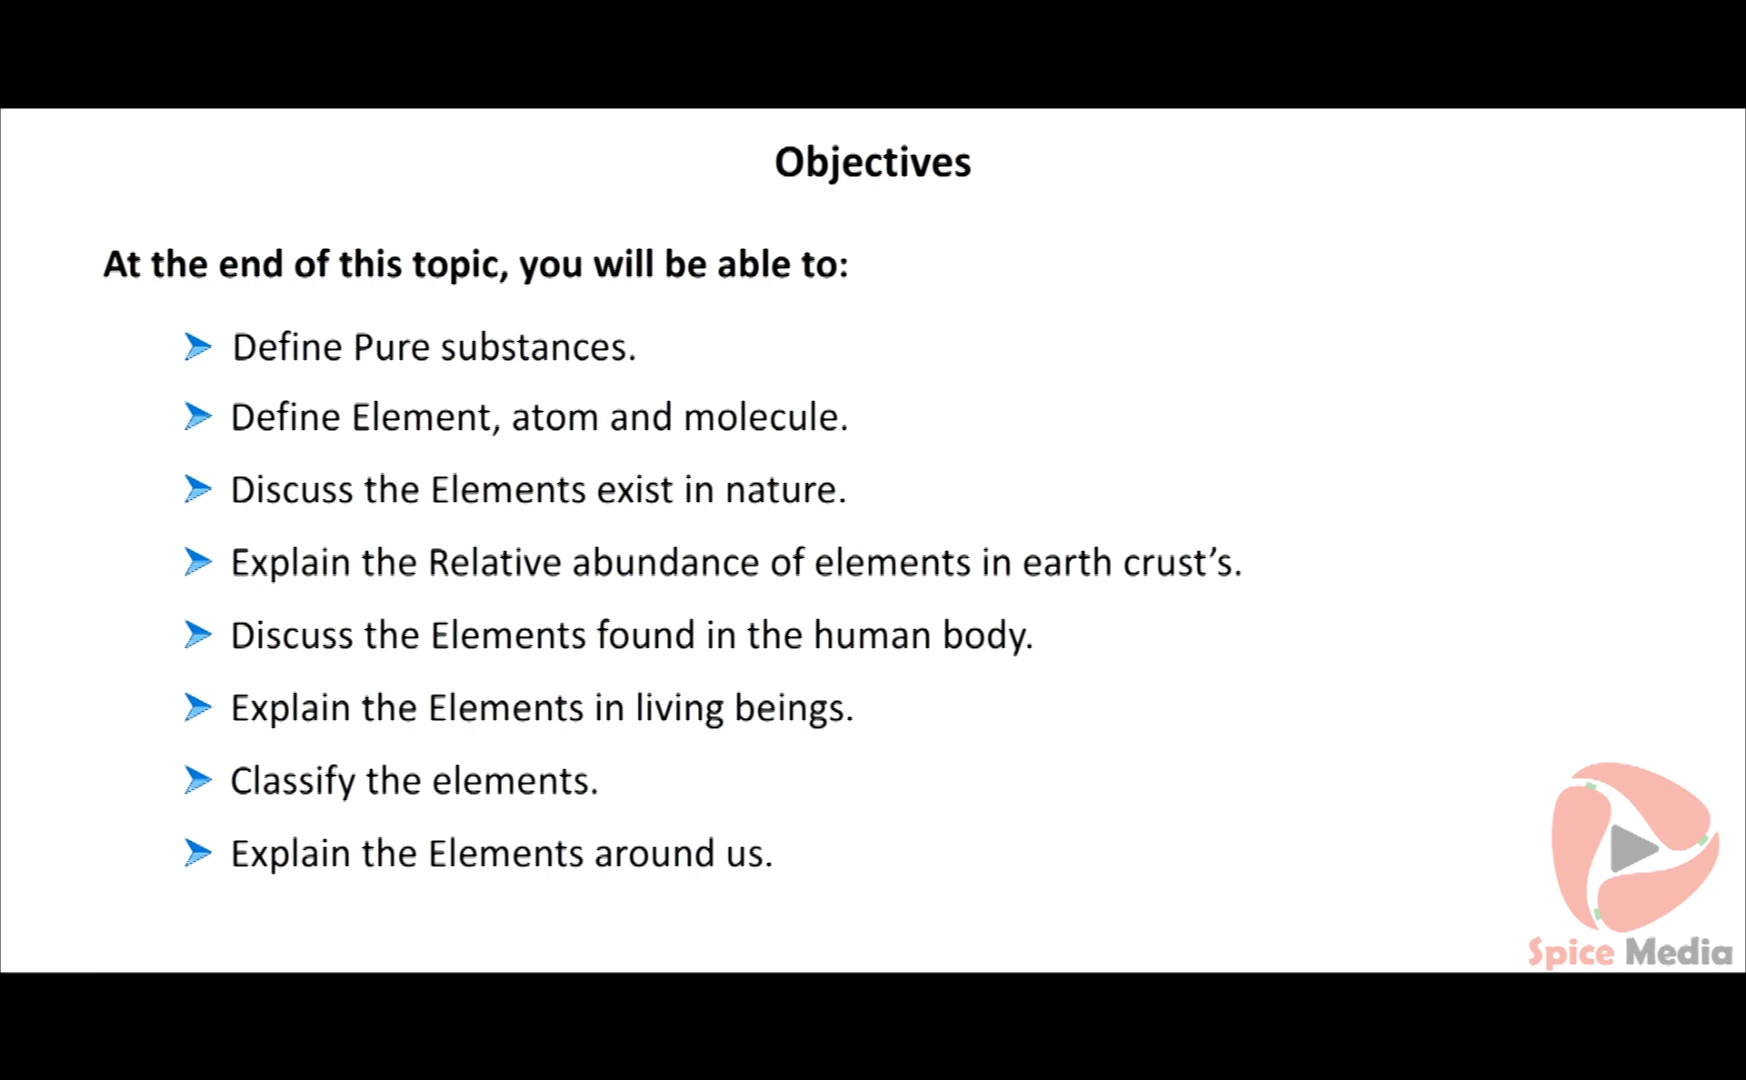 Objectives
At the end of this topic, you will be able to:
Define Pure substances.
Define Element, atom and molecule.
Discuss the Elements exist in nature.
Explain the Relative abundance of elements in earth crust’s.
Discuss the Elements found in the human body.
Explain the Elements in living beings.
Classify the elements.
Explain the Elements around us.
Spice Media